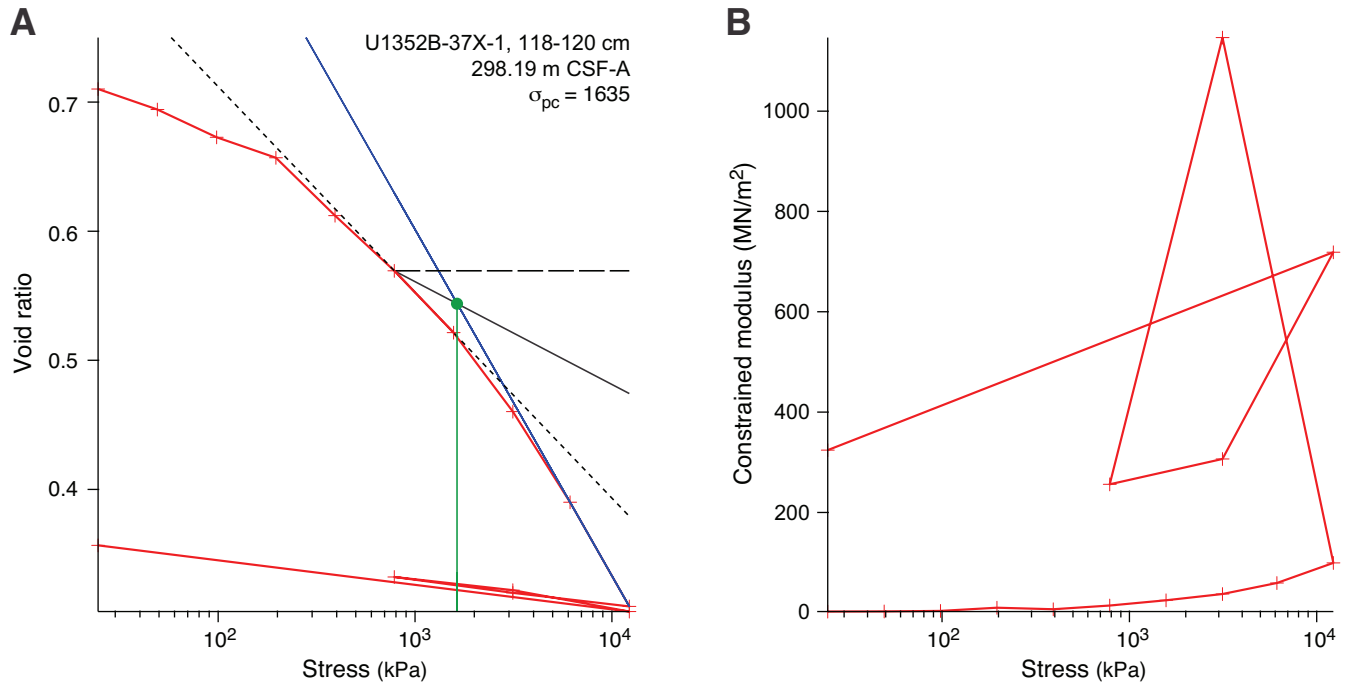 A
U1352B-37X-1, 118-120 cm
298.19 m CSF-A
σpc = 1635
Void ratio
0.7
0.6
0.5
0.4
10²
10³
10⁴
Stress (kPa)
B
Constrained modulus (MN/m²)
1000
800
600
400
200
0
10²
10³
10⁴
Stress (kPa)